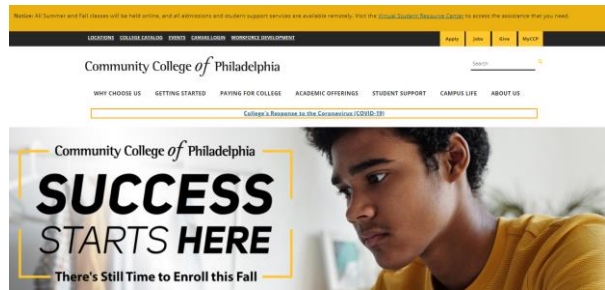 Notice: All Summer and Fall classes will be held online, and all admissions and student support services are available remotely. Visit the Virtual Student Resource Center to access the assistance that you need.
LOCATIONS COLLEGE CATALOG EVENTS CANVAS LOGIN WORKFORCE DEVELOPMENT Apply Jobs Give MyCCP
Community College of Philadelphia Search
WHY CHOOSE US GETTING STARTED PAYING FOR COLLEGE ACADEMIC OFFERINGS STUDENT SUPPORT CAMPUS LIFE ABOUT US
College's Response to the Coronavirus (COVID-19)
Community College of Philadelphia
SUCCESS
STARTS HERE
There's Still Time to Enroll this Fall